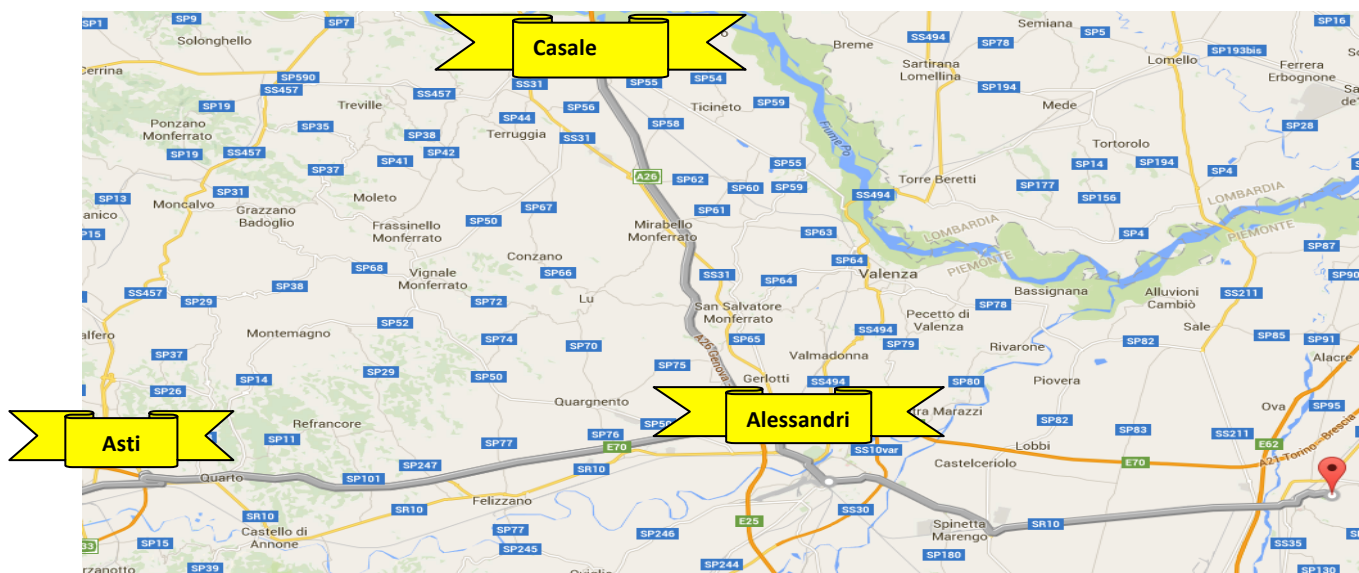 SP1
SP9
SP7
SP16
Solonghello
Casale
Breme
SS494
SP78
Semiana
SP5
SP193bis
Cerrina
SP590
SS457
SS31
SP55
SP54
Sartirana
Lomellina
Lomello
Ferrera
Erbognone
SP19
Treville
SS457
SP56
Ticineto
SP59
SP194
Mede
Ponzano
Monferrato
SP35
SP44
Terruggia
SP58
SP28
SP38
SS31
Fiume Po
Tortorolo
SP19
SS457
SP41
SP42
SP37
A26
SP62
SP55
SP14
SP194
SP4
SP13
SP31
Moleto
SP60
SP59
Torre Beretti
SP177
SS494
SP156
Moncalvo
Grazzano
Badoglio
SP67
SP61
LOMBARDIA
SP50
Frassinello
Monferrato
Mirabello
Monferrato
SP63
LOMBARDIA
PIEMONTE
SP4
SP15
SP87
Conzano
SP64
PIEMONTE
SP68
Vignale
Monferrato
SP66
SS31
SP64
Valenza
SP90
SS457
SP29
SP38
Lu
SP72
San Salvatore
Monferrato
SP78
Bassignana
Alluvioni
Cambiò
SS211
Montemagno
SP52
SP74
SS494
Pecetto di
Valenza
Sale
SP65
SP79
Rivarone
SP82
SP85
SP91
SP37
SP70
A26 Genova
Valmadonna
Alacre
SP14
SP29
SP75
SP26
SP50
Gerlotti
SS494
SP80
Piovera
Quargnento
Ova
SP95
Asti
Refrancore
SP11
SP50
Alessandri
SP82
SP83
SP76
SP77
E70
Lobbi
SS211
E62
SS10var
A21 Torino - Brescia
SP247
SR10
Castelceriolo
E70
Quarto
SP101
Felizzano
SR10
SS30
SR10
Castello di
Annone
E25
Spinetta
Marengo
SR10
SP77
SP246
SP15
SP245
SP180
SS35
SP39
SP244
SP130